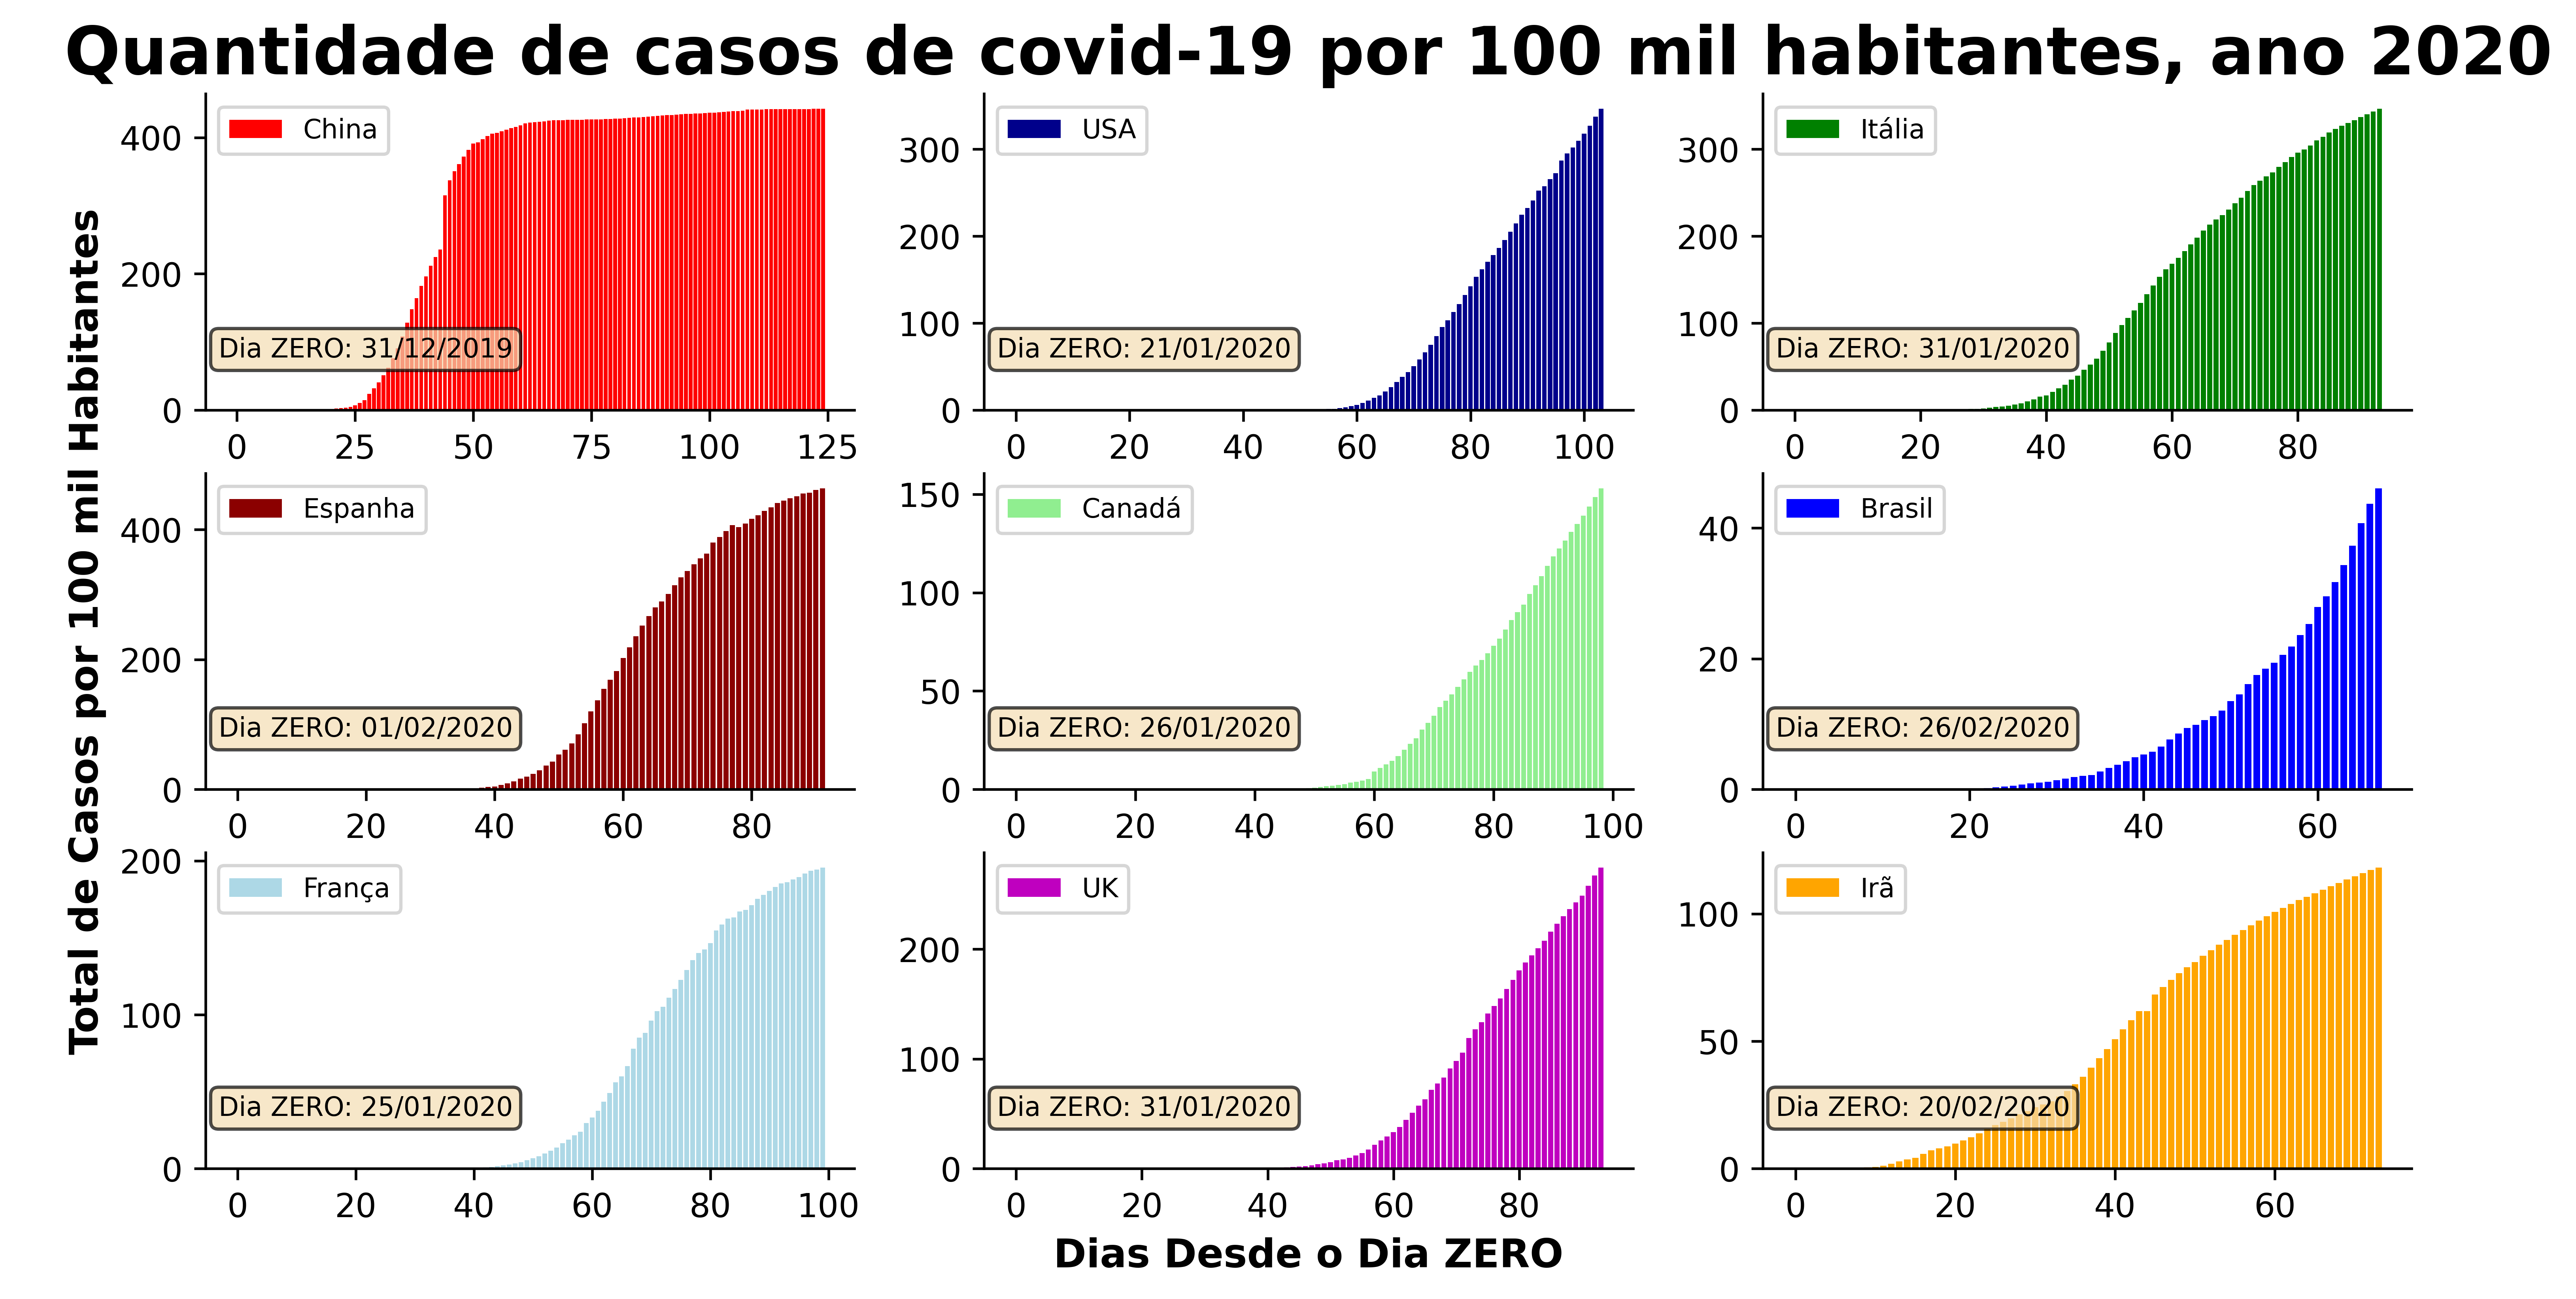 Quantidade de casos de covid-19 por 100 mil habitantes, ano 2020
Total de Casos por 100 mil Habitantes
China
Dia ZERO: 31/12/2019
400
200
0
0 25 50 75 100 125
USA
Dia ZERO: 21/01/2020
300
200
100
0
0 20 40 60 80 100
Itália
Dia ZERO: 31/01/2020
300
200
100
0
0 20 40 60 80
Espanha
Dia ZERO: 01/02/2020
400
200
0
0 20 40 60 80
Canadá
Dia ZERO: 26/01/2020
150
100
50
0
0 20 40 60 80 100
Brasil
Dia ZERO: 26/02/2020
40
20
0
0 20 40 60
França
Dia ZERO: 25/01/2020
200
100
0
0 20 40 60 80 100
UK
Dia ZERO: 31/01/2020
200
100
0
0 20 40 60 80
Irã
Dia ZERO: 20/02/2020
100
50
0
0 20 40 60
Dias Desde o Dia ZERO